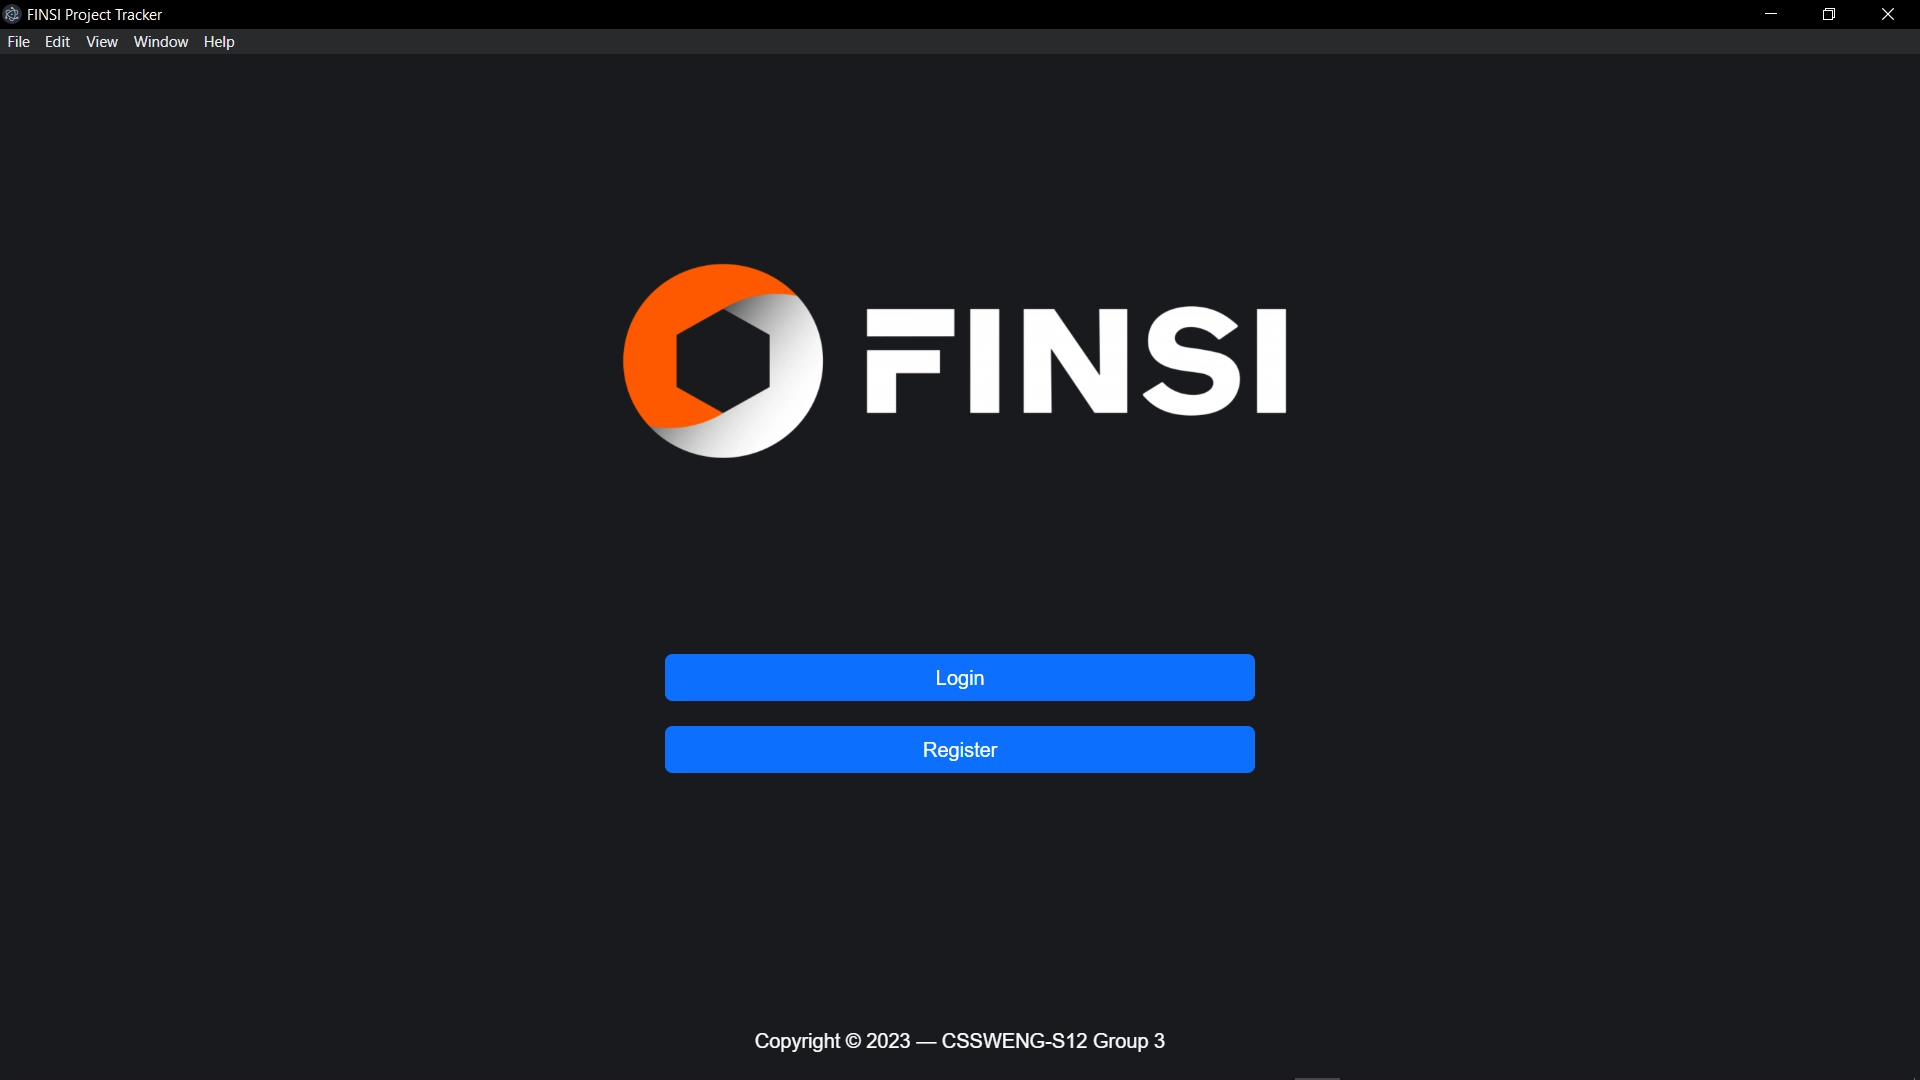 FINSI Project Tracker
File Edit View Window Help
FINSI
Login
Register
Copyright © 2023 — CSSWENG-S12 Group 3